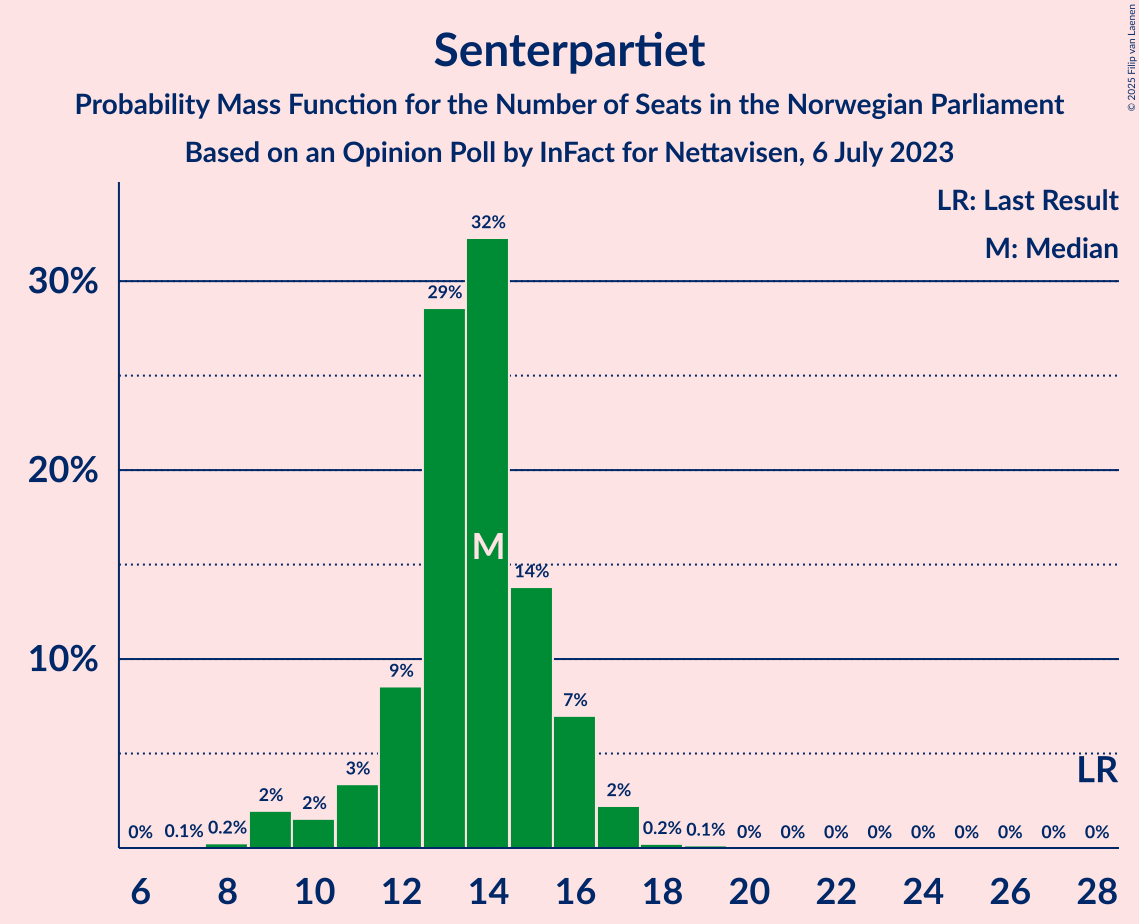 Senterpartiet
Probability Mass Function for the Number of Seats in the Norwegian Parliament
Based on an Opinion Poll by InFact for Nettavisen, 6 July 2023
© 2025 Filip van Laenen
LR: Last Result
M: Median
30%
20%
10%
0% 0.1% 0.2% 2% 2% 3% 9% 29% 32% 14% 7% 2% 0.2% 0.1% 0% 0% 0% 0% 0% 0% 0% 0% 0%
M
LR
6 8 10 12 14 16 18 20 22 24 26 28